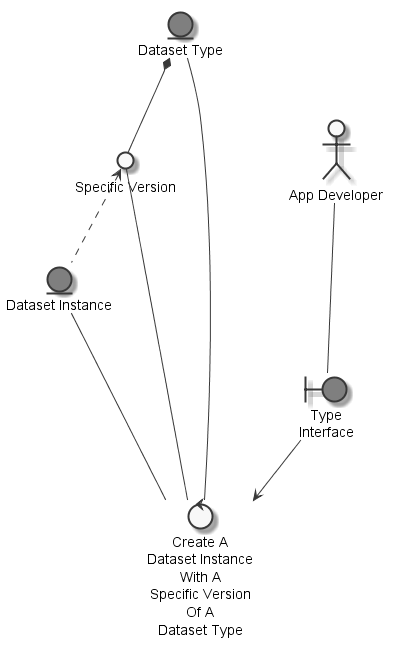 Dataset Type
Specific Version
App Developer
Dataset Instance
Type
Interface
Create A
Dataset Instance
With A
Specific Version
Of A
Dataset Type